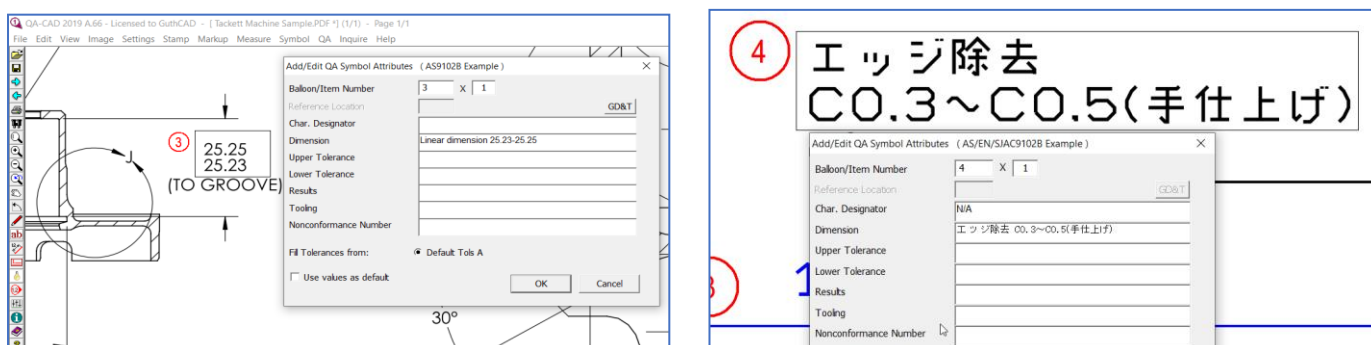 QA-CAD 2019 A.66 - Licensed to GuthCAD - [ Tackett Machine Sample.PDF *] (1/1) - Page 1/1
File Edit View Image Settings Stamp Markup Measure Symbol QA Inquire Help
Add/Edit QA Symbol Attributes ( AS9102B Example )
Balloon/Item Number 3 X 1
Reference Location GD&T
Char. Designator
Dimension Linear dimension 25.23-25.25
Upper Tolerance
Lower Tolerance
Results
Tooling
Nonconformance Number
Fill Tolerances from: Default Tols A
Use values as default
OK Cancel
3
25.25
25.23
(TO GROOVE)
J
30°
4
エッジ除去
C0.3～C0.5(手仕上げ)
Add/Edit QA Symbol Attributes (AS/EN/SJAC9102B Example )
Balloon/Item Number 4 X 1
Reference Location GD&T
Char. Designator N/A
Dimension エッジ除去 C0.3~C0.5(手仕上げ)
Upper Tolerance
Lower Tolerance
Results
Tooling
Nonconformance Number